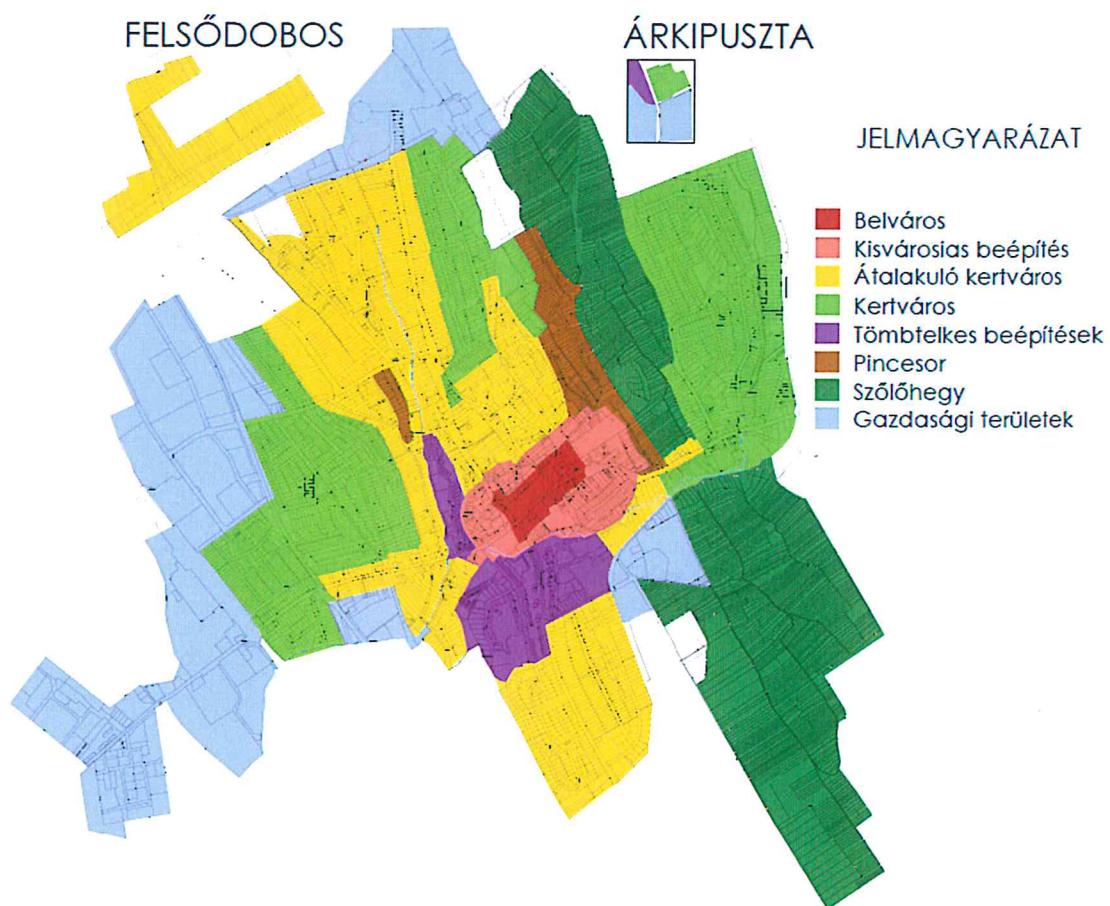 FELSŐDOBOS
ÁRKIPUSZTA
JELMAGYARÁZAT
Belváros
Kisvárosias beépítés
Átalakuló kertváros
Kertváros
Tömbtelkes beépítések
Pincesor
Szőlőhegy
Gazdasági területek